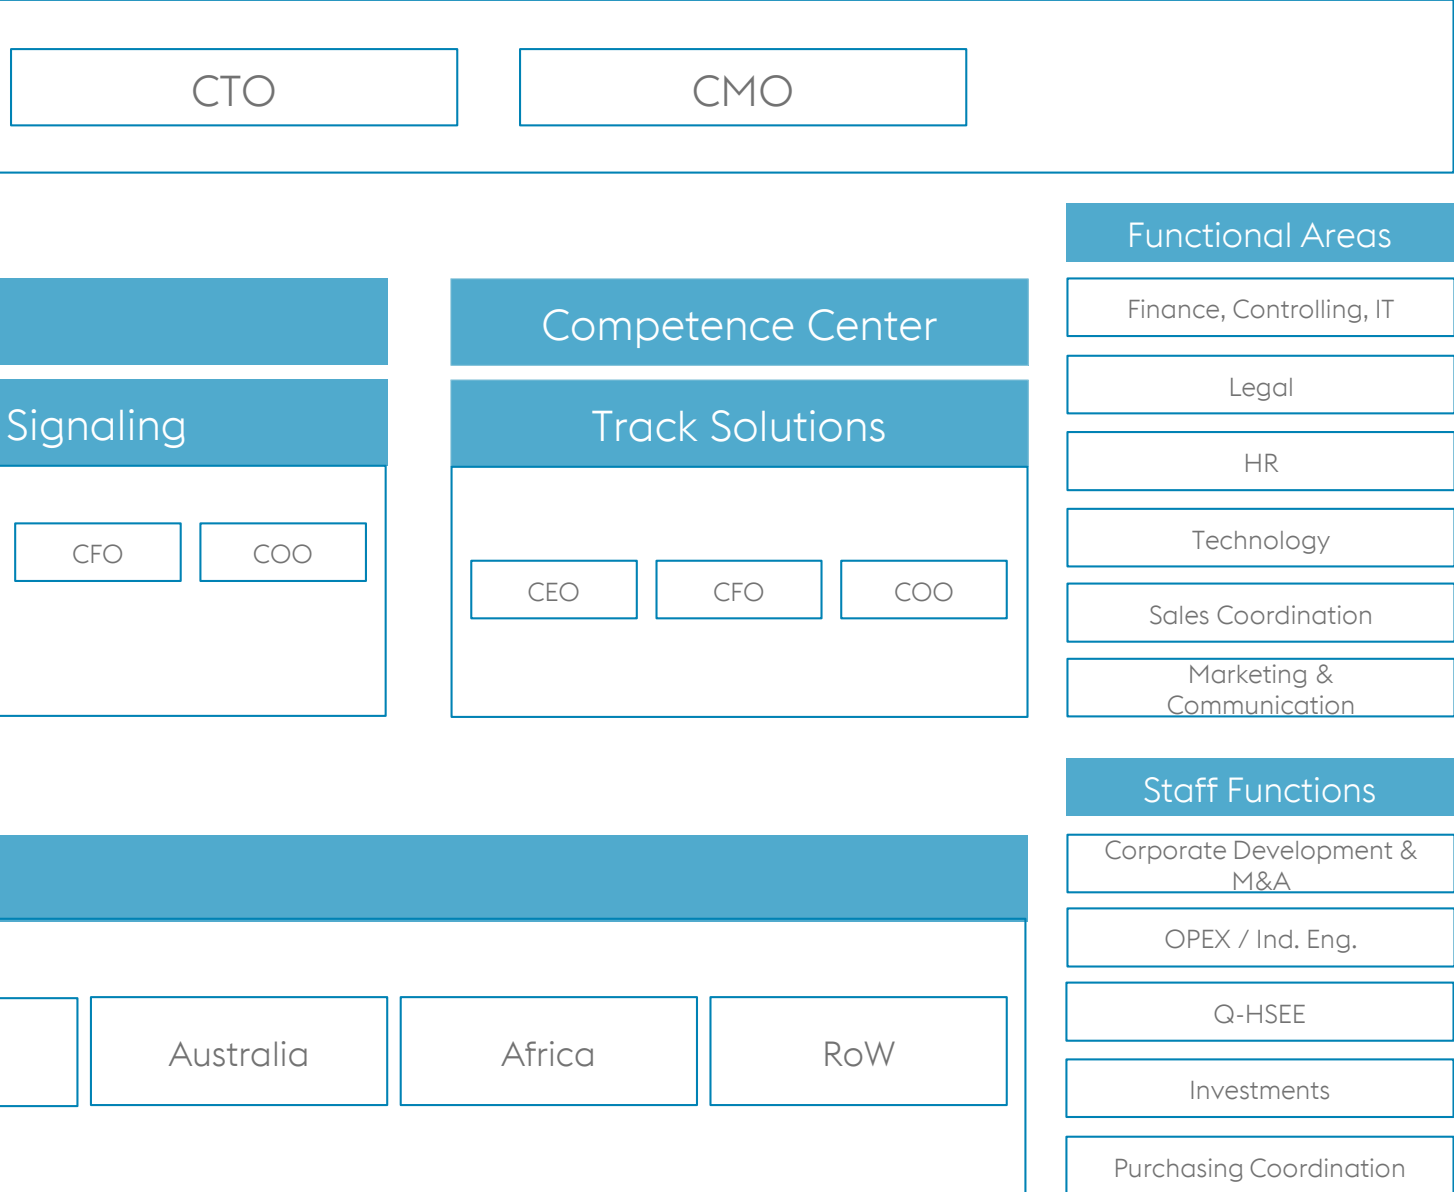 CTO
CMO
Functional Areas
Finance, Controlling, IT
Legal
HR
Technology
Sales Coordination
Marketing &
Communication
Competence Center
Signaling
Track Solutions
CFO
COO
CEO
CFO
COO
Staff Functions
Corporate Development &
M&A
OPEX / Ind. Eng.
Q-HSEE
Investments
Purchasing Coordination
Australia
Africa
RoW